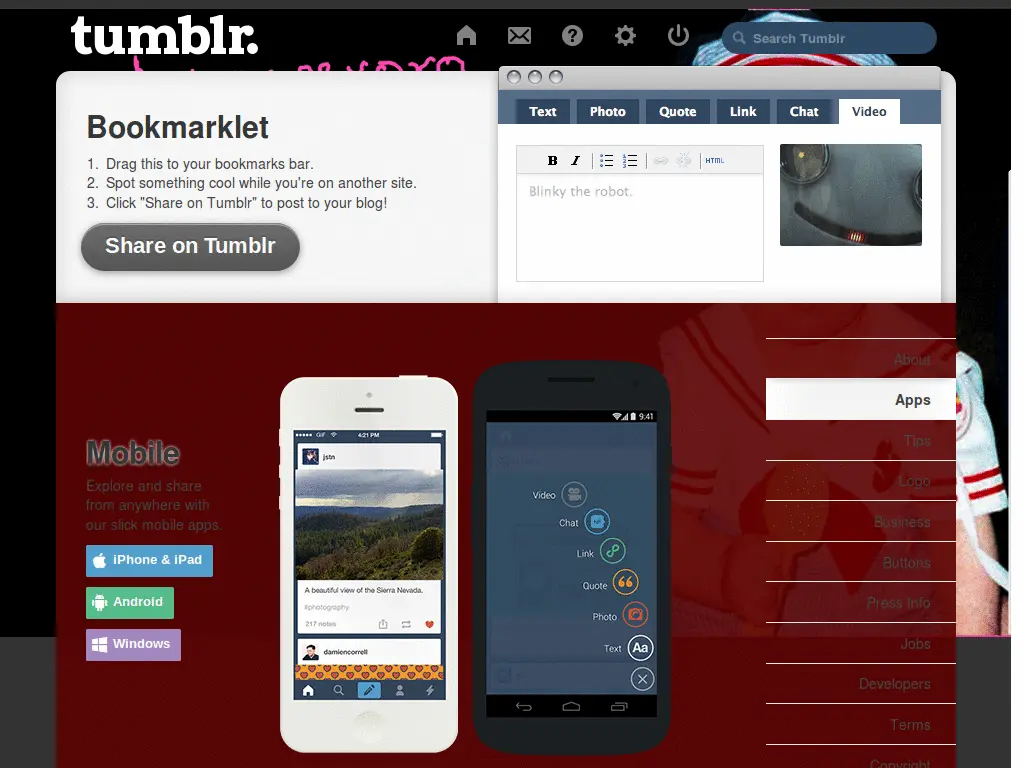 tumblr.
Search Tumblr
Bookmarklet
1. Drag this to your bookmarks bar.
2. Spot something cool while you're on another site.
3. Click "Share on Tumblr" to post to your blog!
Share on Tumblr
Text Photo Quote Link Chat Video
B I HTML
Blinky the robot.
Mobile
Explore and share
from anywhere with
our slick mobile apps.
iPhone & iPad
Android
Windows
GIF 4:21 PM
jstn
A beautiful view of the Sierra Nevada.
#photography
217 notes
damiencorrell
9:41
Video
Chat
Link
Quote
Photo
Text Aa
About
Apps
Tips
Logo
Business
Buttons
Press Info
Jobs
Developers
Terms
Copyright